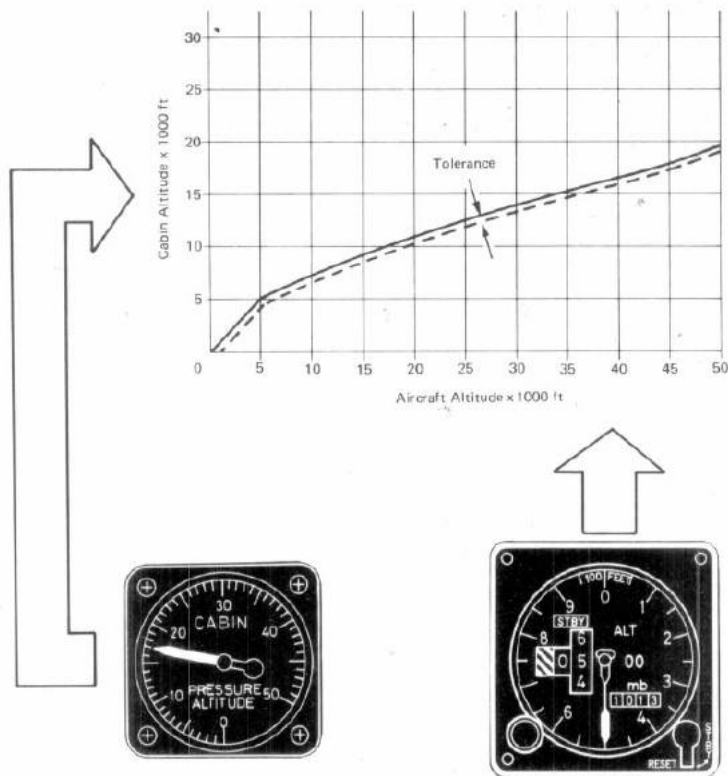 30
25
20
15
10
5
0 5 10 15 20 25 30 35 40 45 50
Cabin Altitude x 1000 ft
Tolerance
Aircraft Altitude x 1000 ft
30
CABIN
20 40
10 50
PRESSURE
ALTITUDE
0
100 FEET
0
9 1
STBY
ALT
8 6 2
0 5 00
4
mb 3
1013
6 4
STBY
RESET